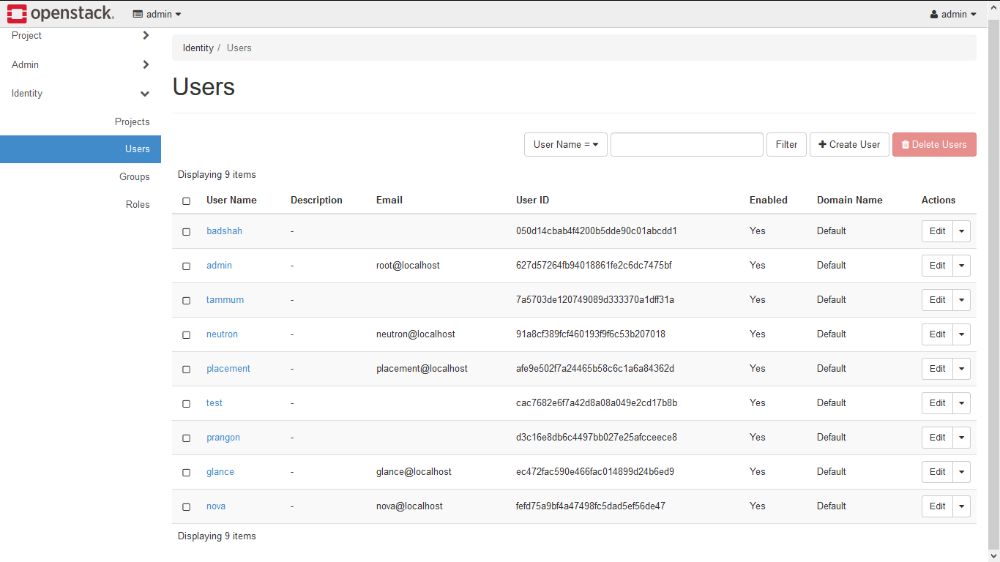 openstack. admin admin
Project
Admin
Identity
Projects
Users
Groups
Roles
Identity / Users
Users
User Name = Filter Create User Delete Users
Displaying 9 items
User Name Description Email User ID Enabled Domain Name Actions
badshah - 050d14cbab4f4200b5dde90c01abcdd1 Yes Default Edit
admin - root@localhost 627d57264fb94018861fe2c6dc7475bf Yes Default Edit
tammum - 7a5703de120749089d333370a1dff31a Yes Default Edit
neutron - neutron@localhost 91a8cf389fcf460193f9f6c53b207018 Yes Default Edit
placement - placement@localhost afe9e502f7a24465b58c6c1a6a84362d Yes Default Edit
test - cac7682e6f7a42d8a08a049e2cd17b8b Yes Default Edit
prangon - d3c16e8db6c4497bb027e25afcceece8 Yes Default Edit
glance - glance@localhost ec472fac590e466fac014899d24b6ed9 Yes Default Edit
nova - nova@localhost fefd75a9bf4a47498fc5dad5ef56de47 Yes Default Edit
Displaying 9 items